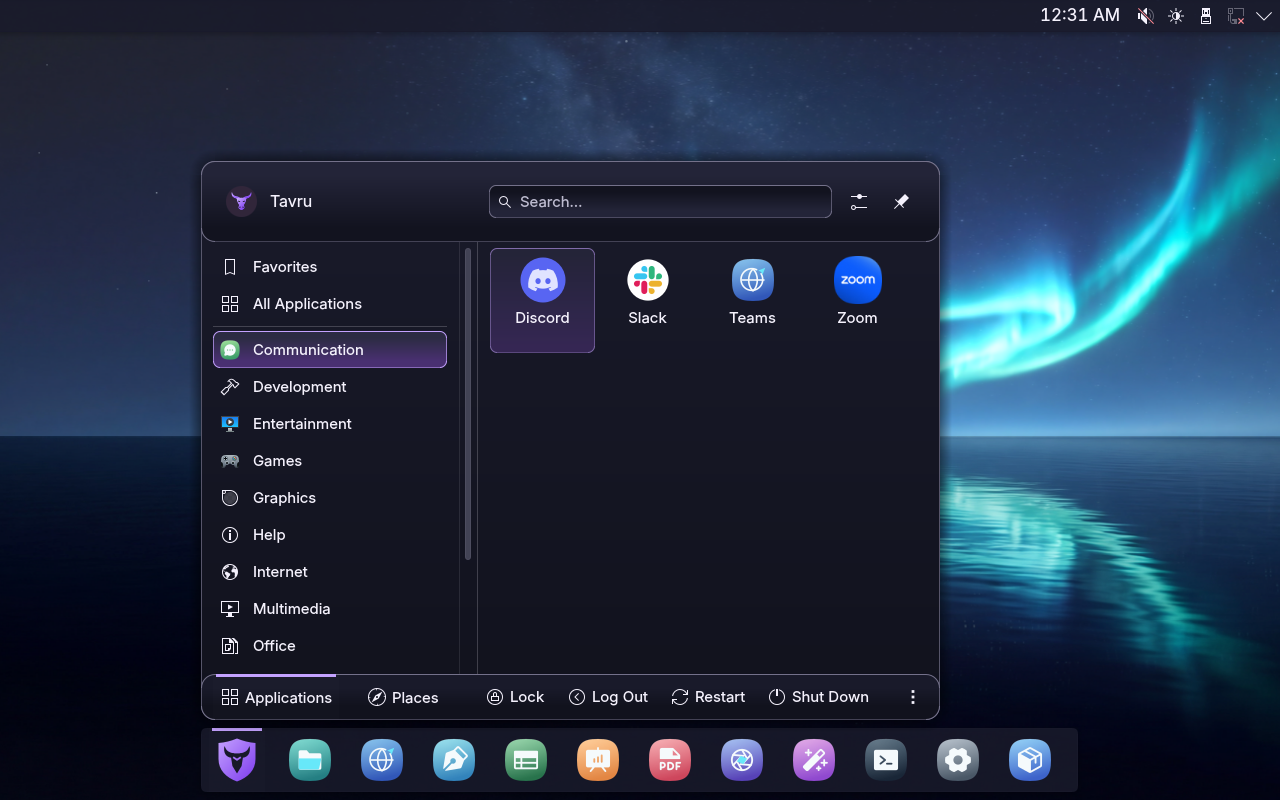 12:31 AM
Tavru
Search...
Favorites
All Applications
Communication
Development
Entertainment
Games
Graphics
Help
Internet
Multimedia
Office
Discord
Slack
Teams
zoom
Zoom
Applications
Places
Lock
Log Out
Restart
Shut Down
PDF